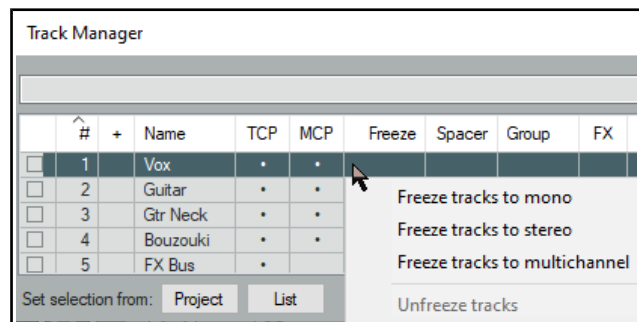 Track Manager
# + Name TCP MCP Freeze Spacer Group FX
1 Vox • •
2 Guitar • •
3 Gtr Neck • •
4 Bouzouki • •
5 FX Bus •
Freeze tracks to mono
Freeze tracks to stereo
Freeze tracks to multichannel
Unfreeze tracks
Set selection from: Project List